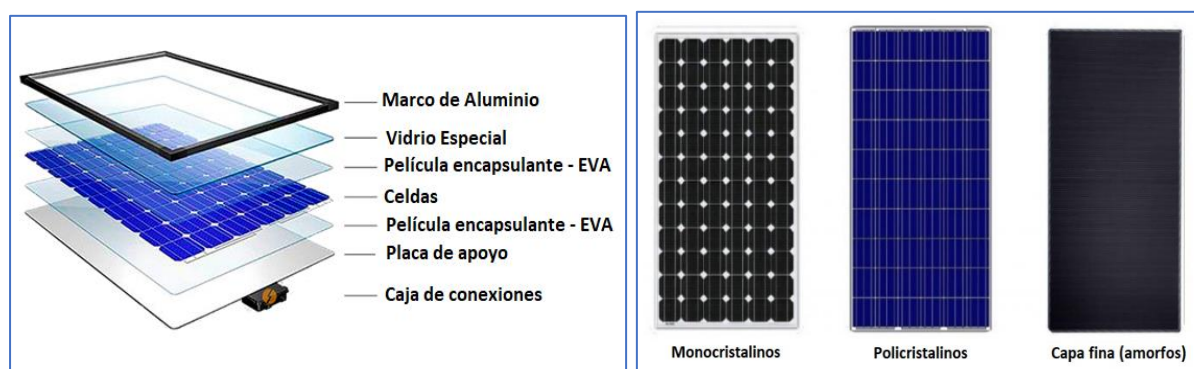 Marco de Aluminio
Vidrio Especial
Película encapsulante - EVA
Celdas
Película encapsulante - EVA
Placa de apoyo
Caja de conexiones
Monocristalinos
Policristalinos
Capa fina (amorfos)